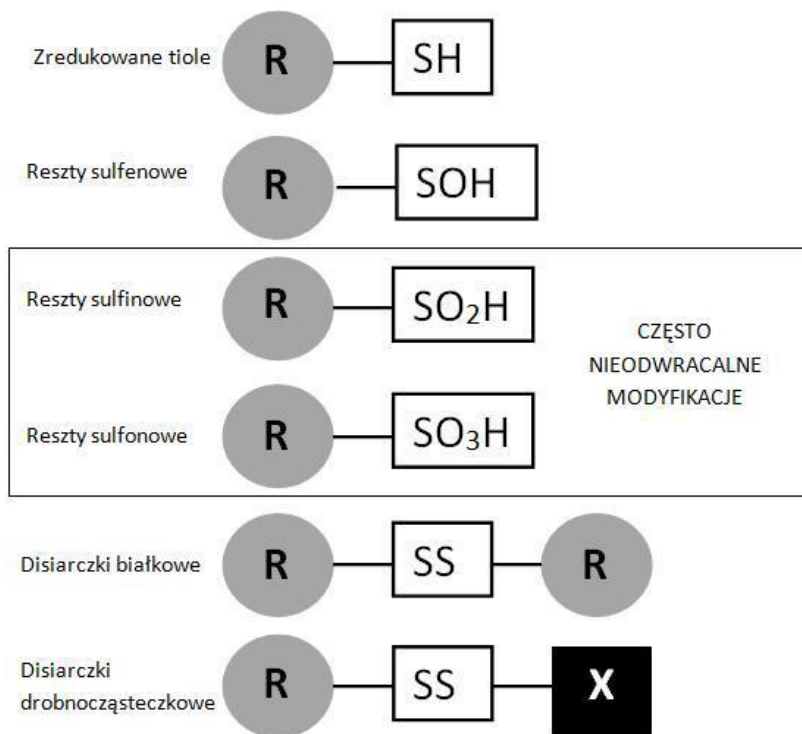 Zredukowane tiole R SH
Reszty sulfenowe R SOH
Reszty sulfinowe R SO₂H
CZĘSTO
NIEODWRACALNE
MODYFIKACJE
Reszty sulfonowe R SO₃H
Disiarczki białkowe R SS R
Disiarczki
drobnocząsteczkowe R SS X